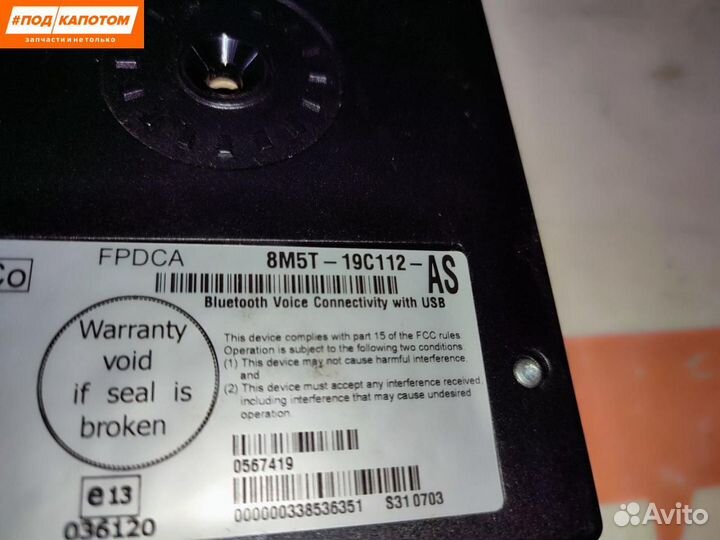 #ПОД КАПОТОМ
запчасти и не только
Co
FPDCA
8M5T-19C112-AS
Bluetooth Voice Connectivity with USB
Warranty
void
if seal is
broken
This device complies with part 15 of the FCC rules
Operation is subject to the following two conditions.
(1) This device may not cause harmful interference,
and
(2) This device must accept any interference received,
including interference that may cause undesired
operation.
0567419
e13
036120
000000338536351
S31 0703
Avito